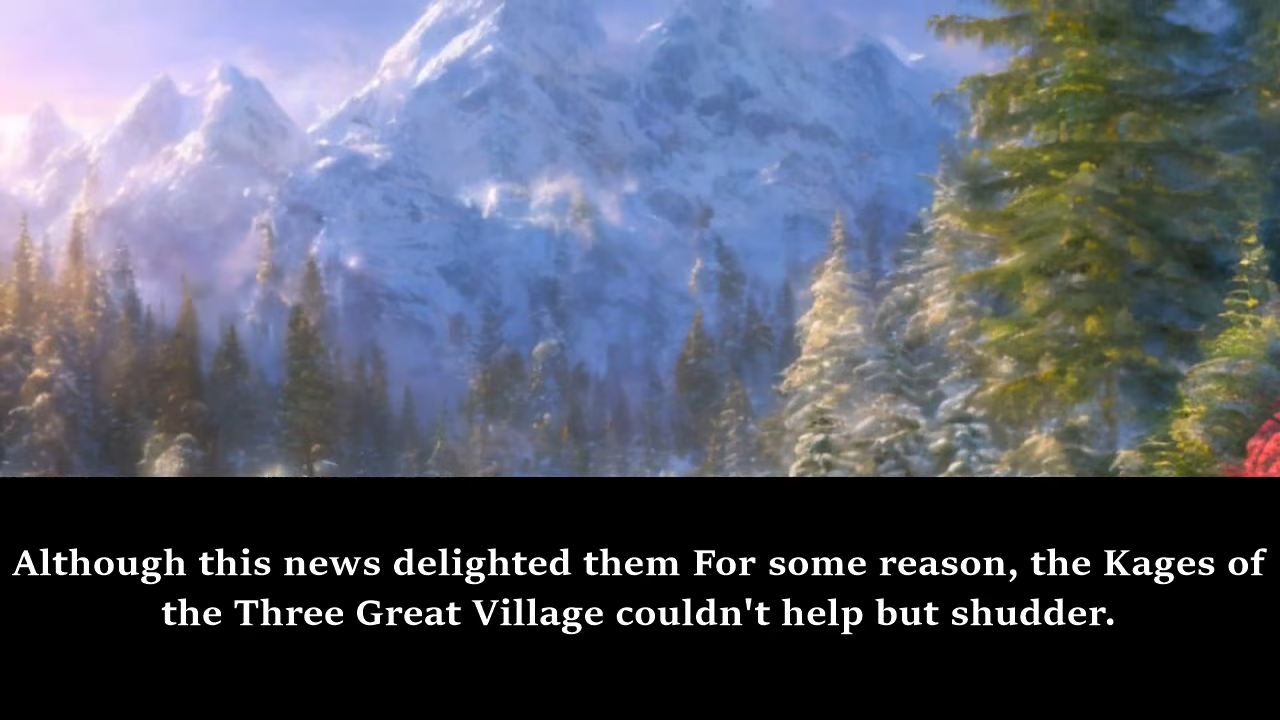 Although this news delighted them For some reason, the Kages of
the Three Great Village couldn't help but shudder.